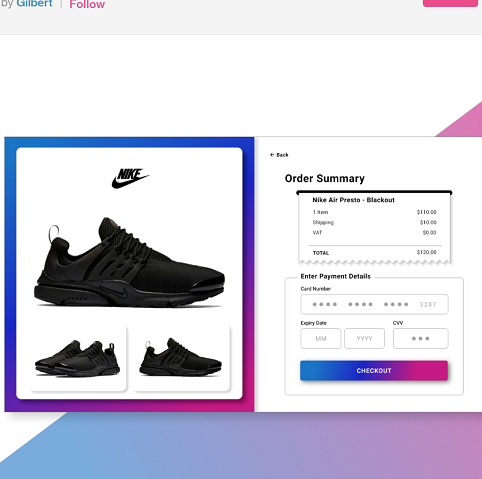 by Gilbert | Follow
NIKE
← Back
Order Summary
Nike Air Presto - Blackout
1 Item $110.00
Shipping $10.00
VAT $0.00
TOTAL $120.00
Enter Payment Details
Card Number
●●●● ●●●● ●●●● 3287
Expiry Date CVV
MM YYYY ●●●
CHECKOUT